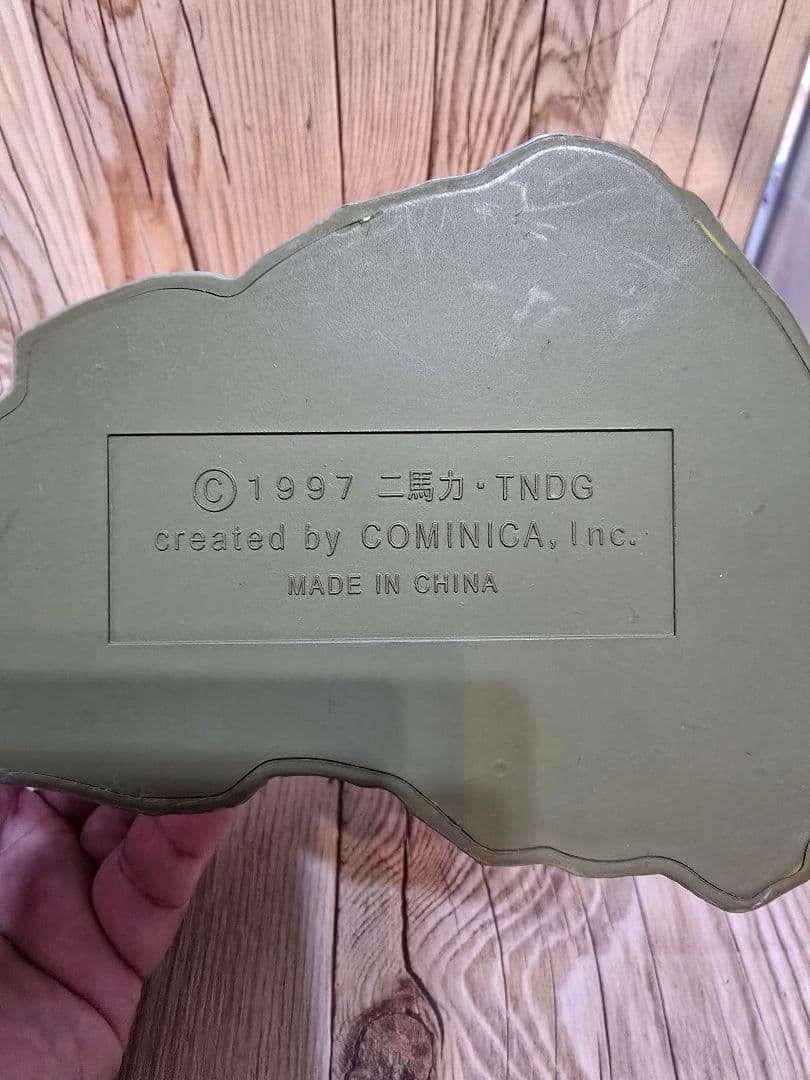 ©1997 二馬力·TNDG
created by COMINICA, Inc.
MADE IN CHINA